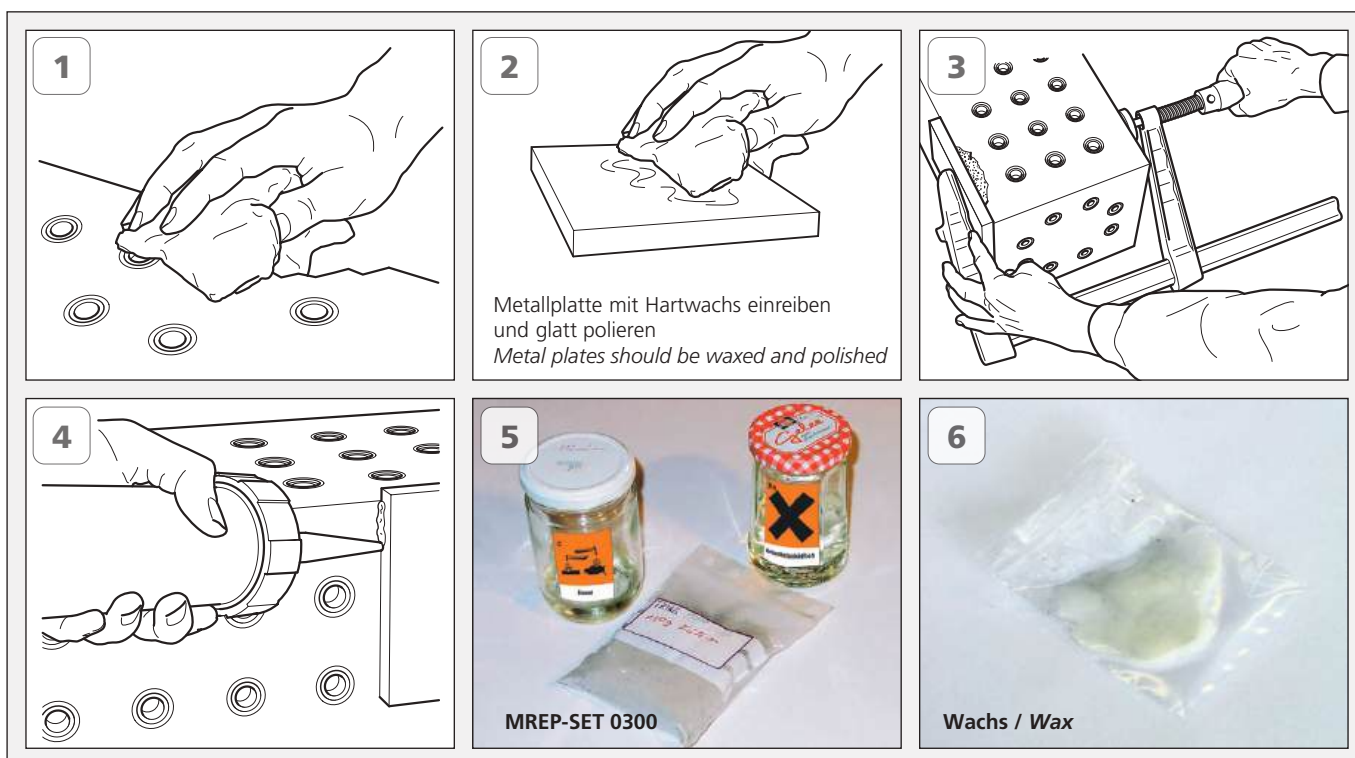 1
2
Metallplatte mit Hartwachs einreiben
und glatt polieren
Metal plates should be waxed and polished
3
4
5
Gelee
MREP-SET 0300
6
Wachs / Wax